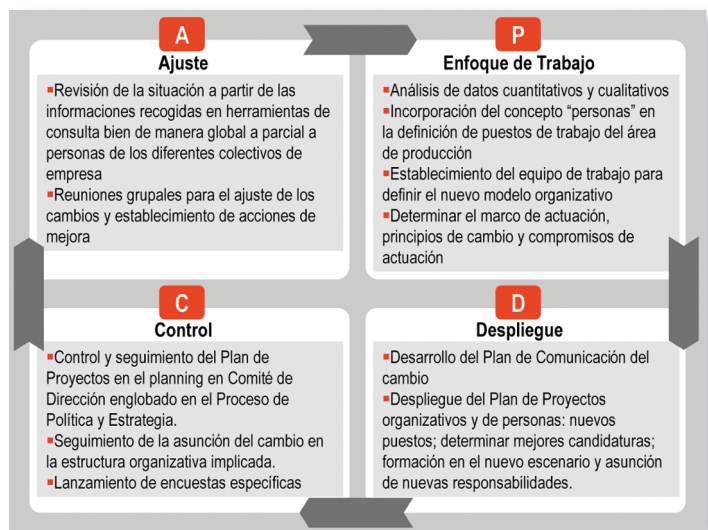 A
Ajuste
▪Revisión de la situación a partir de las
informaciones recogidas en herramientas de
consulta bien de manera global a parcial a
personas de los diferentes colectivos de
empresa
▪Reuniones grupales para el ajuste de los
cambios y establecimiento de acciones de
mejora
P
Enfoque de Trabajo
▪Análisis de datos cuantitativos y cualitativos
▪Incorporación del concepto “personas” en
la definición de puestos de trabajo del área
de producción
▪Establecimiento del equipo de trabajo para
definir el nuevo modelo organizativo
▪Determinar el marco de actuación,
principios de cambio y compromisos de
actuación
C
Control
▪Control y seguimiento del Plan de
Proyectos en el planning en Comité de
Dirección englobado en el Proceso de
Política y Estrategia.
▪Seguimiento de la asunción del cambio en
la estructura organizativa implicada.
▪Lanzamiento de encuestas específicas
D
Despliegue
▪Desarrollo del Plan de Comunicación del
cambio
▪Despliegue del Plan de Proyectos
organizativos y de personas: nuevos
puestos; determinar mejores candidaturas;
formación en el nuevo escenario y asunción
de nuevas responsabilidades.